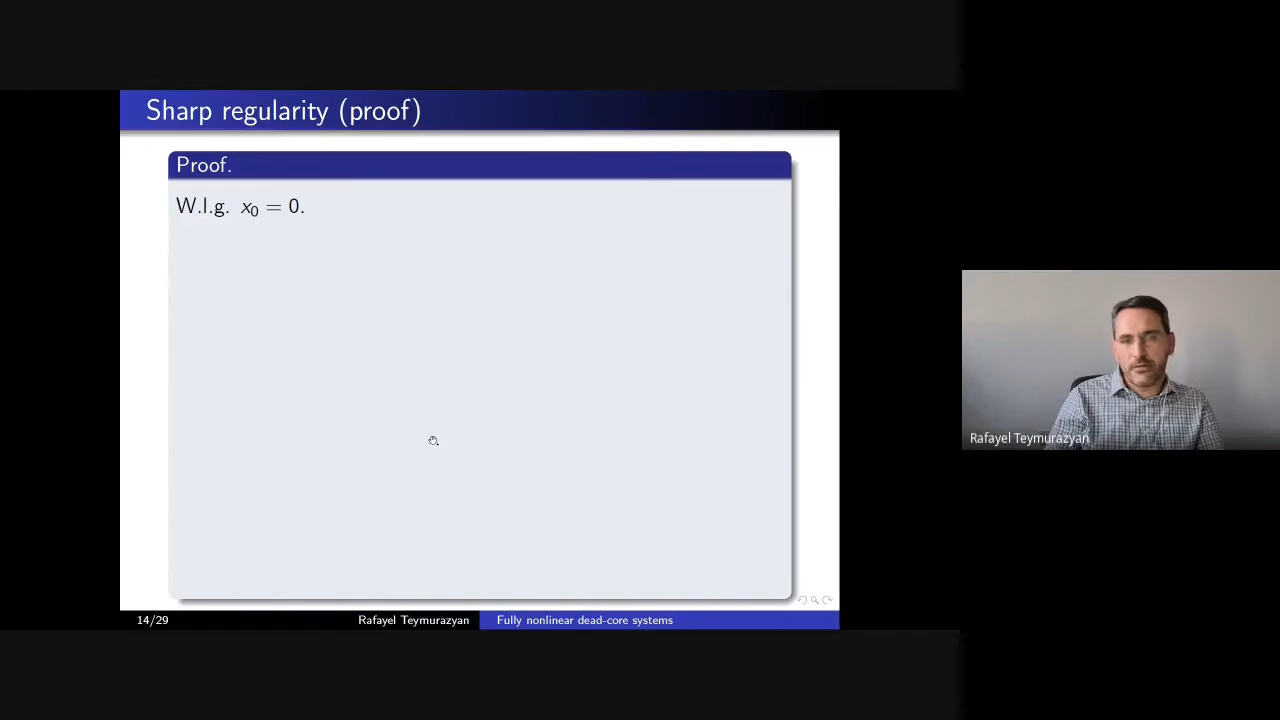 Sharp regularity (proof)
Proof.
W.l.g. x₀ = 0.
Rafayel Teymurazyan
14/29
Rafayel Teymurazyan
Fully nonlinear dead-core systems